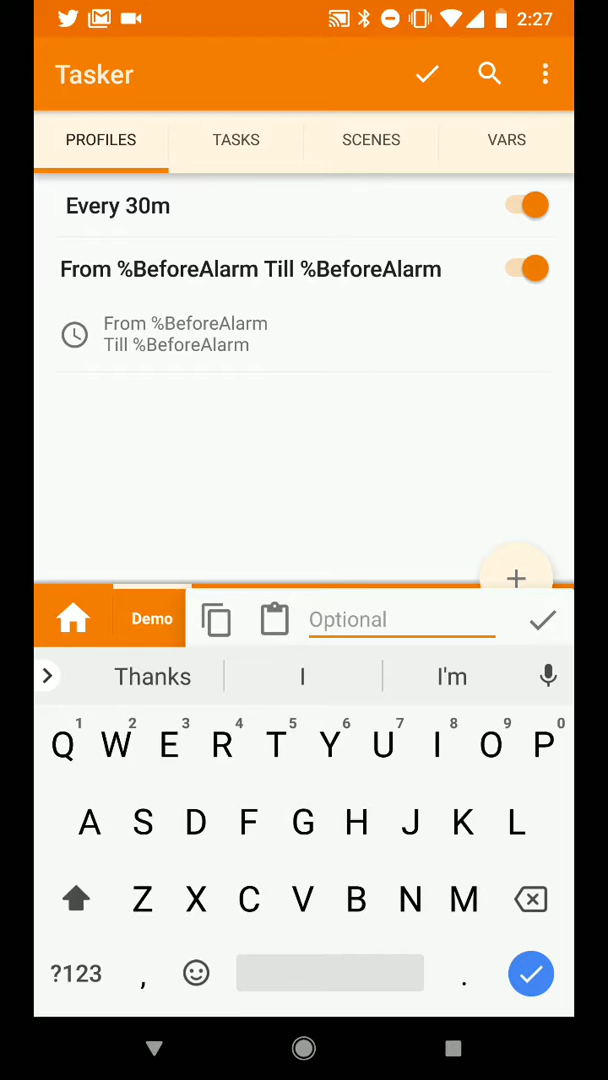 2:27
Tasker
PROFILES TASKS SCENES VARS
Every 30m
From %BeforeAlarm Till %BeforeAlarm
From %BeforeAlarm
Till %BeforeAlarm
+
Demo Optional
Thanks I I'm
1 2 3 4 5 6 7 8 9 0
Q W E R T Y U I O P
A S D F G H J K L
Z X C V B N M
?123 , .